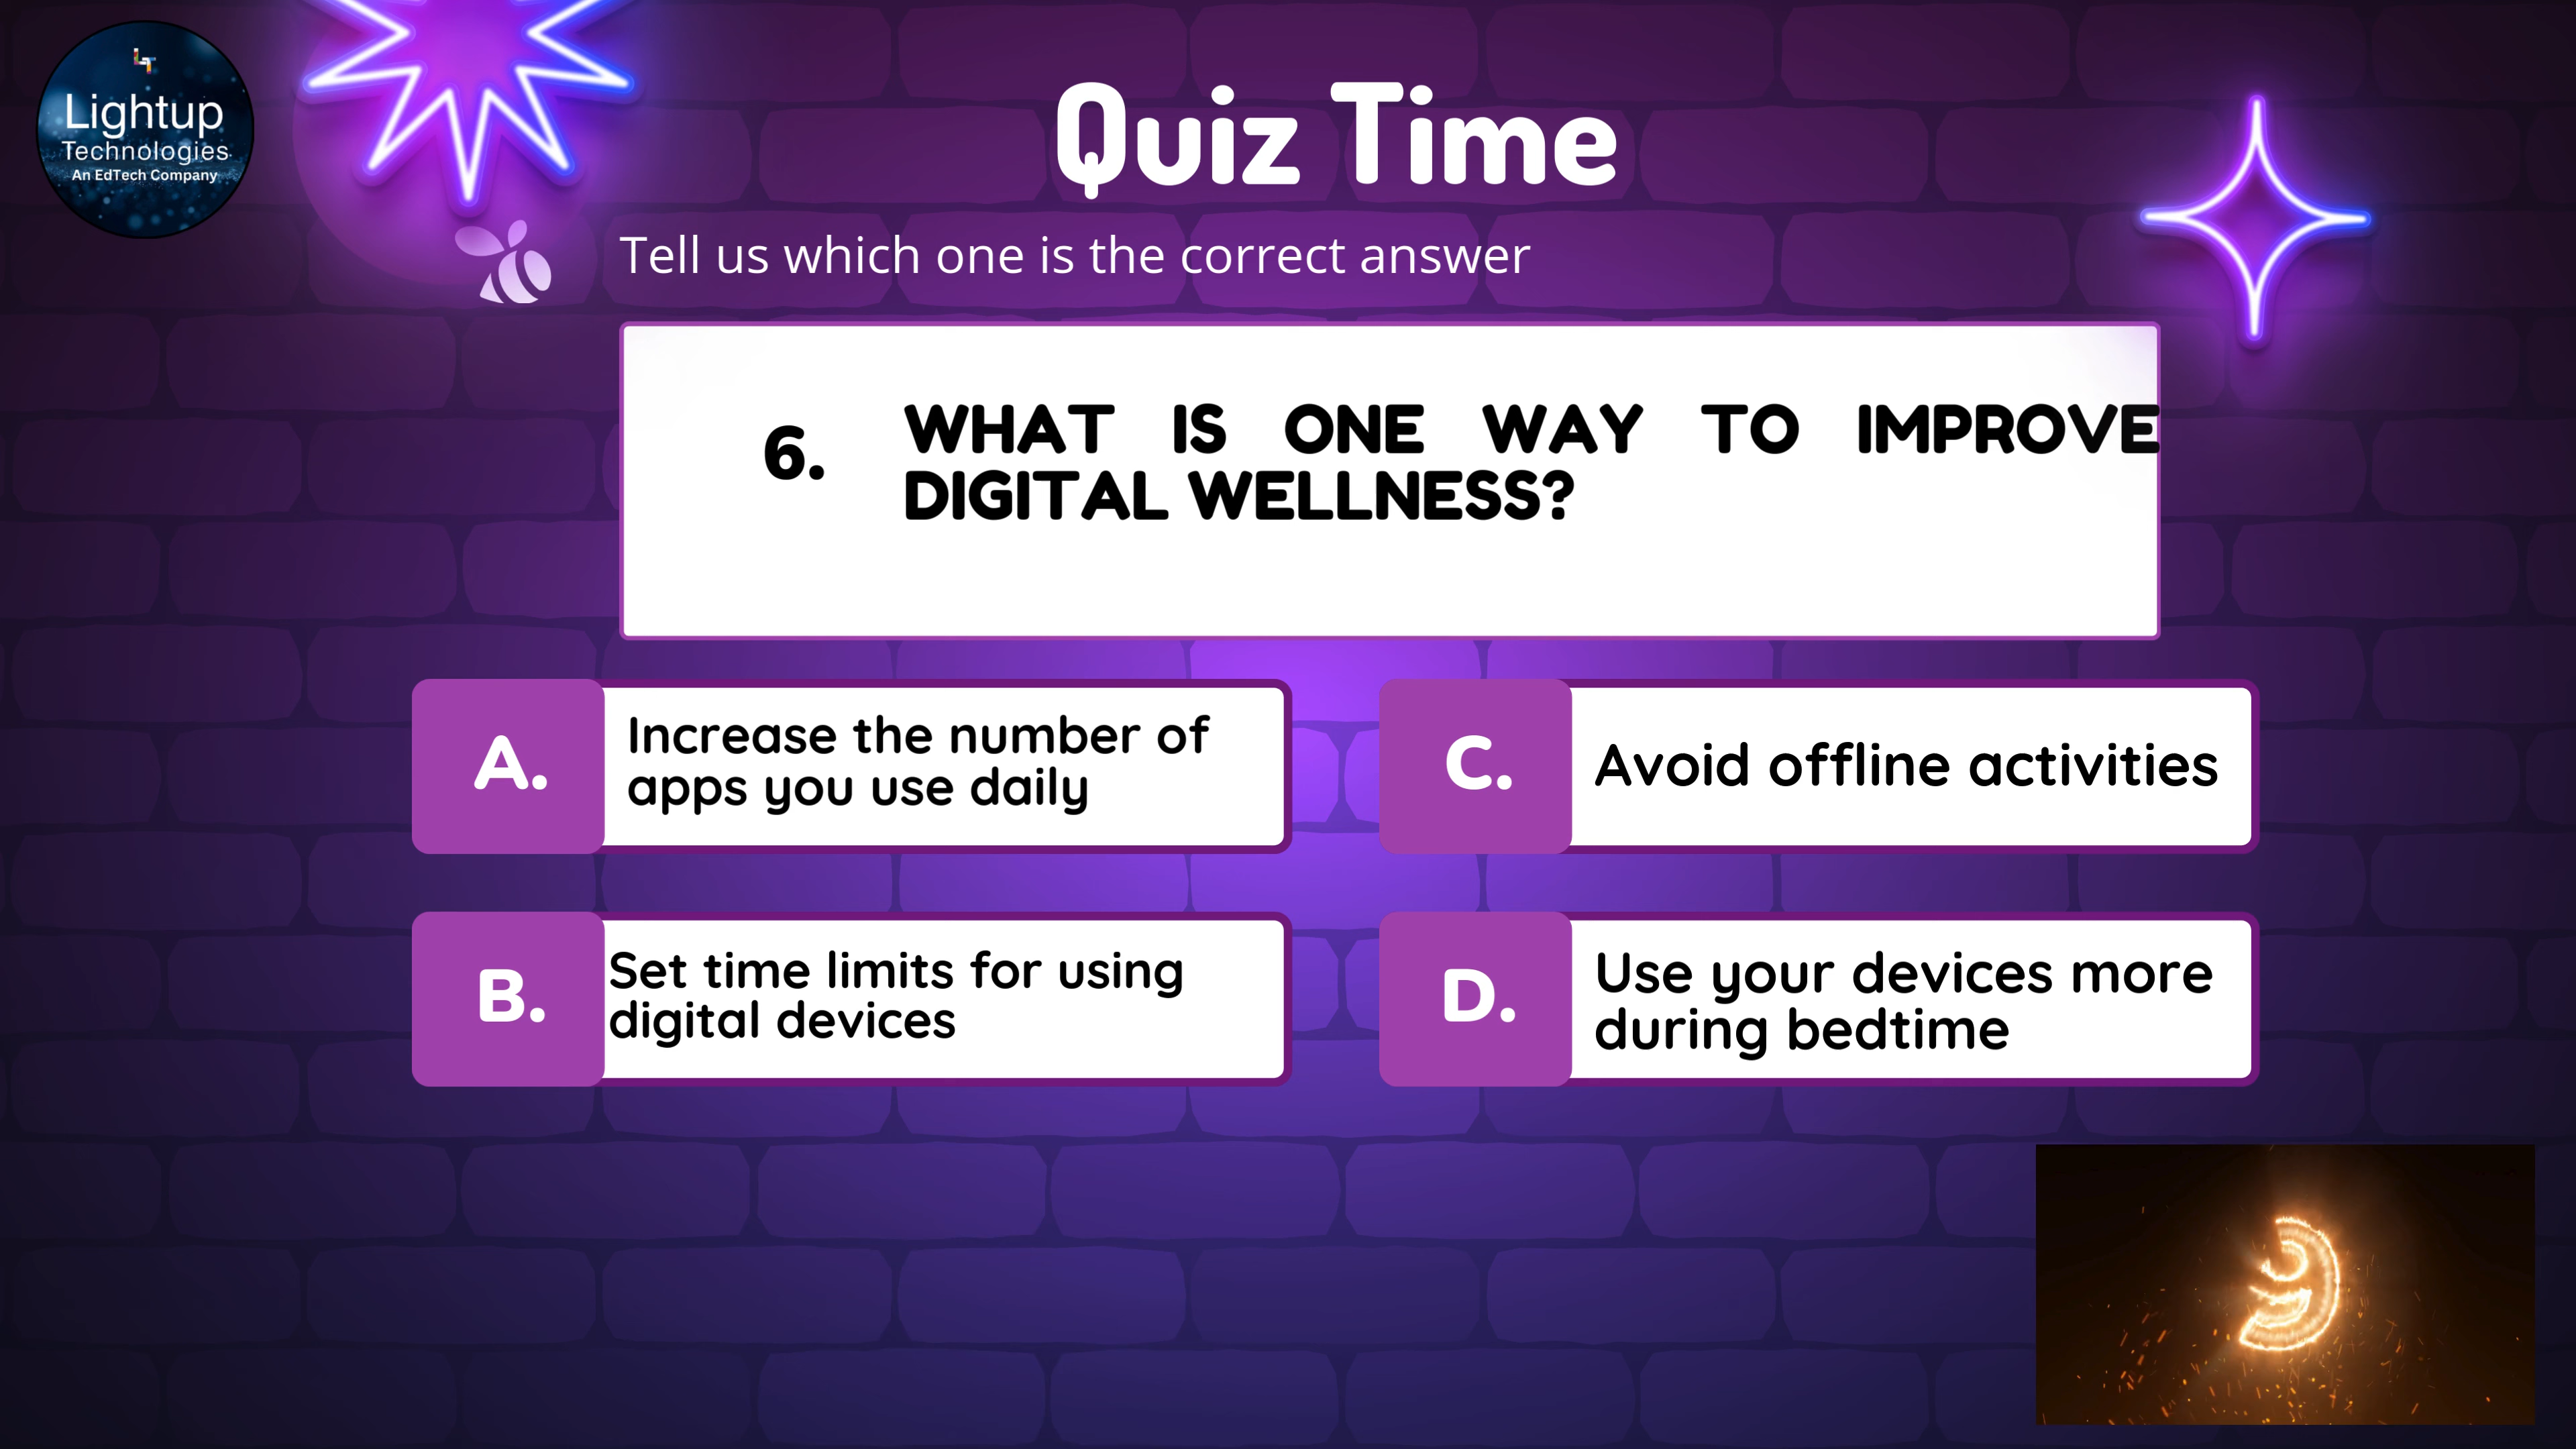 Lightup
Technologies
An EdTech Company
Quiz Time
Tell us which one is the correct answer
6.
WHAT IS ONE WAY TO IMPROVE
DIGITAL WELLNESS?
A.
Increase the number of
apps you use daily
B.
Set time limits for using
digital devices
C.
Avoid offline activities
D.
Use your devices more
during bedtime